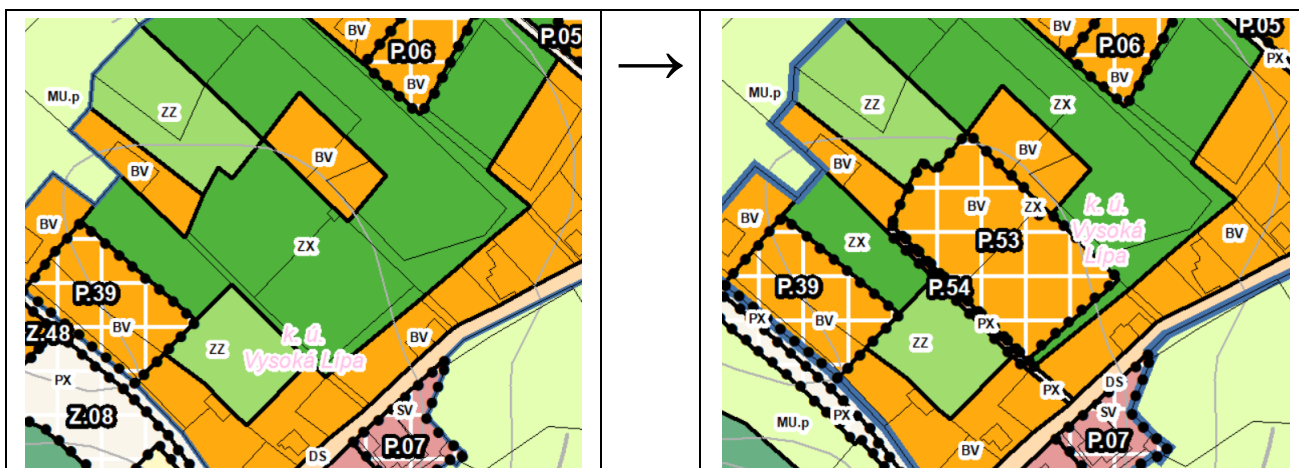 BV
P.06
P.05
BV
MU.p
ZZ
BV
BV
BV
ZX
P.39
BV
Z.48
ZZ
k. ú.
Vysoká Lípa
BV
PX
Z.08
SV
P.07
DS
→
P.05
BV
P.06
PX
BV
MU.p
ZZ
ZX
BV
BV
BV
BV
ZX
k. ú.
Vysoká
Lípa
BV
ZX
P.53
P.39
P.54
BV
PX
PX
ZZ
PX
DS
SV
MU.p
PX
P.07
BV